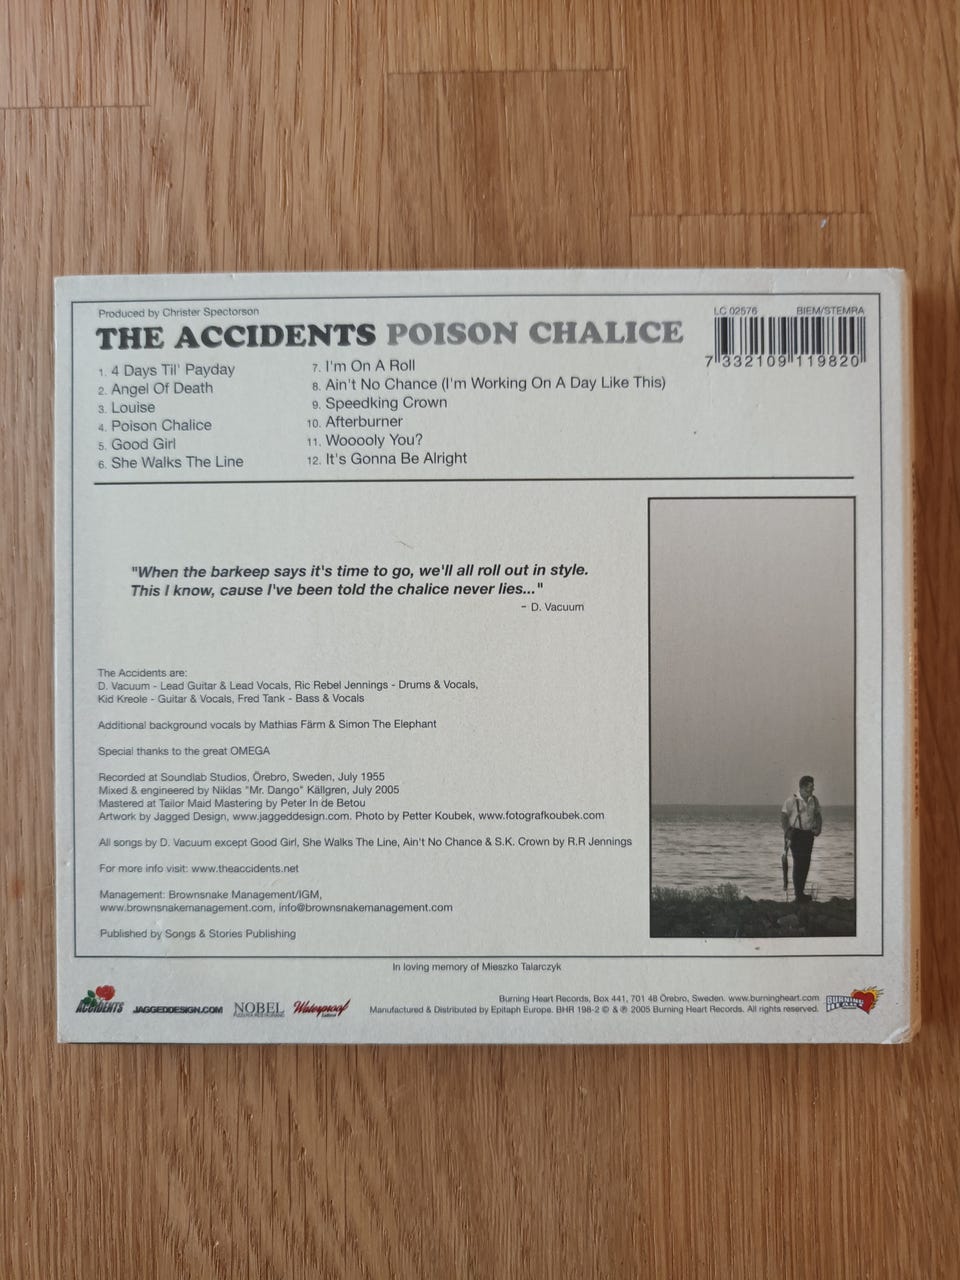 Produced by Christer Spectorson
THE ACCIDENTS POISON CHALICE
LC 02576 BIEM/STEMRA
7 332109 119820
1. 4 Days Til' Payday
2. Angel Of Death
3. Louise
4. Poison Chalice
5. Good Girl
6. She Walks The Line
7. I'm On A Roll
8. Ain't No Chance (I'm Working On A Day Like This)
9. Speedking Crown
10. Afterburner
11. Wooooly You?
12. It's Gonna Be Alright
"When the barkeep says it's time to go, we'll all roll out in style.
This I know, cause I've been told the chalice never lies..."
- D. Vacuum
The Accidents are:
D. Vacuum - Lead Guitar & Lead Vocals, Ric Rebel Jennings - Drums & Vocals,
Kid Kreole - Guitar & Vocals, Fred Tank - Bass & Vocals
Additional background vocals by Mathias Färm & Simon The Elephant
Special thanks to the great OMEGA
Recorded at Soundlab Studios, Örebro, Sweden, July 1955
Mixed & engineered by Niklas "Mr. Dango" Källgren, July 2005
Mastered at Tailor Maid Mastering by Peter In de Betou
Artwork by Jagged Design, www.jaggeddesign.com. Photo by Petter Koubek, www.fotografkoubek.com
All songs by D. Vacuum except Good Girl, She Walks The Line, Ain't No Chance & S.K. Crown by R.R Jennings
For more info visit: www.theaccidents.net
Management: Brownsnake Management/IGM,
www.brownsnakemanagement.com, info@brownsnakemanagement.com
Published by Songs & Stories Publishing
In loving memory of Mieszko Talarczyk
ACCIDENTS
JAGGEDDESIGN.COM
NOBEL
Waterproof
Burning Heart Records, Box 441, 701 48 Örebro, Sweden. www.burningheart.com
Manufactured & Distributed by Epitaph Europe. BHR 198-2 © & ℗ 2005 Burning Heart Records. All rights reserved.
BURNING HEART